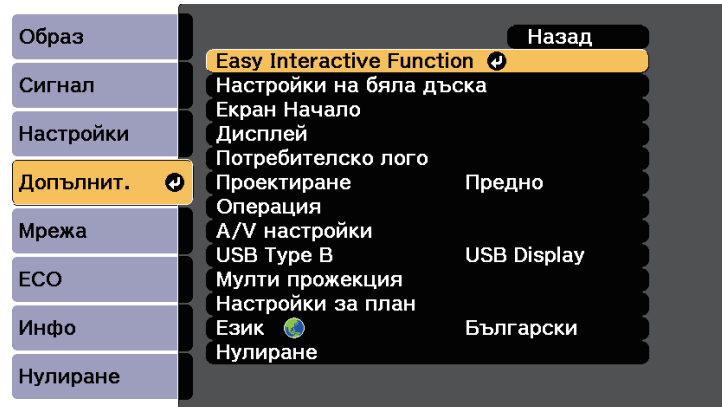 Образ
Сигнал
Настройки
Допълнит.
Мрежа
ECO
Инфо
Нулиране
Назад
Easy Interactive Function
Настройки на бяла дъска
Екран Начало
Дисплей
Потребителско лого
Проектиране Предно
Операция
A/V настройки
USB Type B USB Display
Мулти прожекция
Настройки за план
Език Български
Нулиране